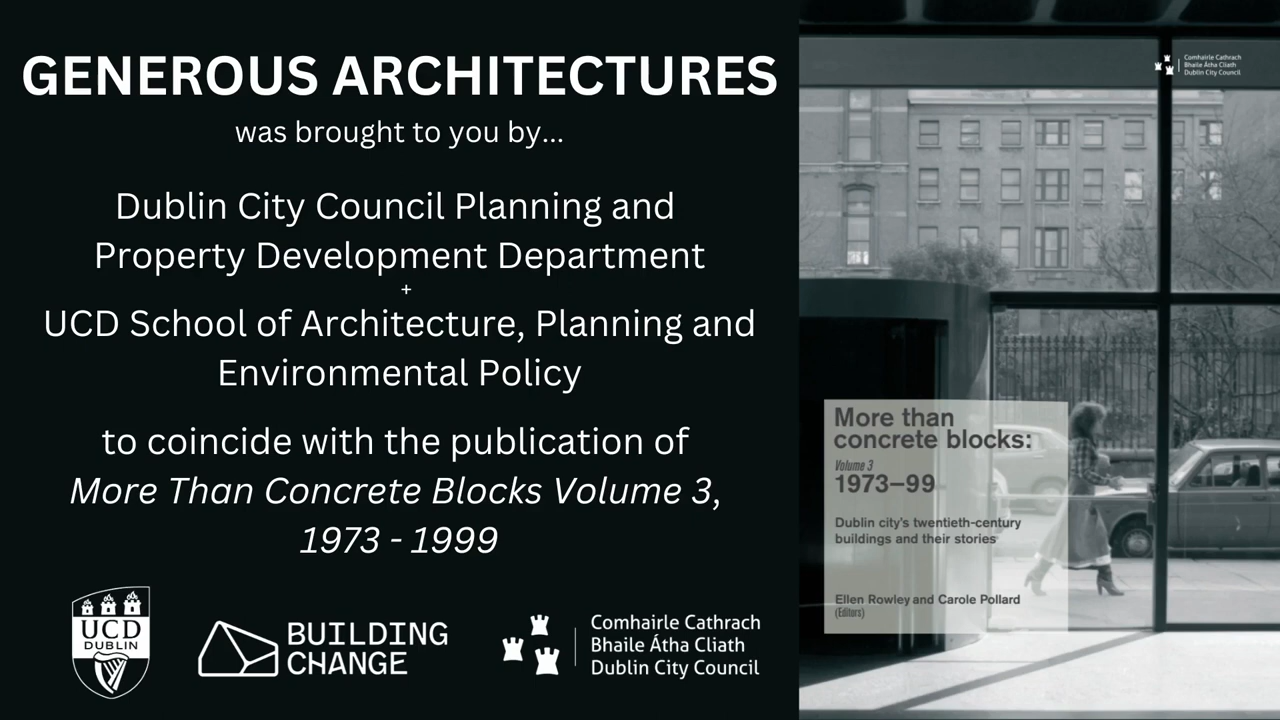 GENEROUS ARCHITECTURES
was brought to you by...
Dublin City Council Planning and
Property Development Department
+
UCD School of Architecture, Planning and
Environmental Policy
to coincide with the publication of
More Than Concrete Blocks Volume 3,
1973 - 1999
UCD
DUBLIN
BUILDING
CHANGE
Comhairle Cathrach
Bhaile Átha Cliath
Dublin City Council
Comhairle Cathrach
Bhaile Átha Cliath
Dublin City Council
More than
concrete blocks:
Volume 3
1973–99
Dublin city's twentieth-century
buildings and their stories
Ellen Rowley and Carole Pollard
(Editors)